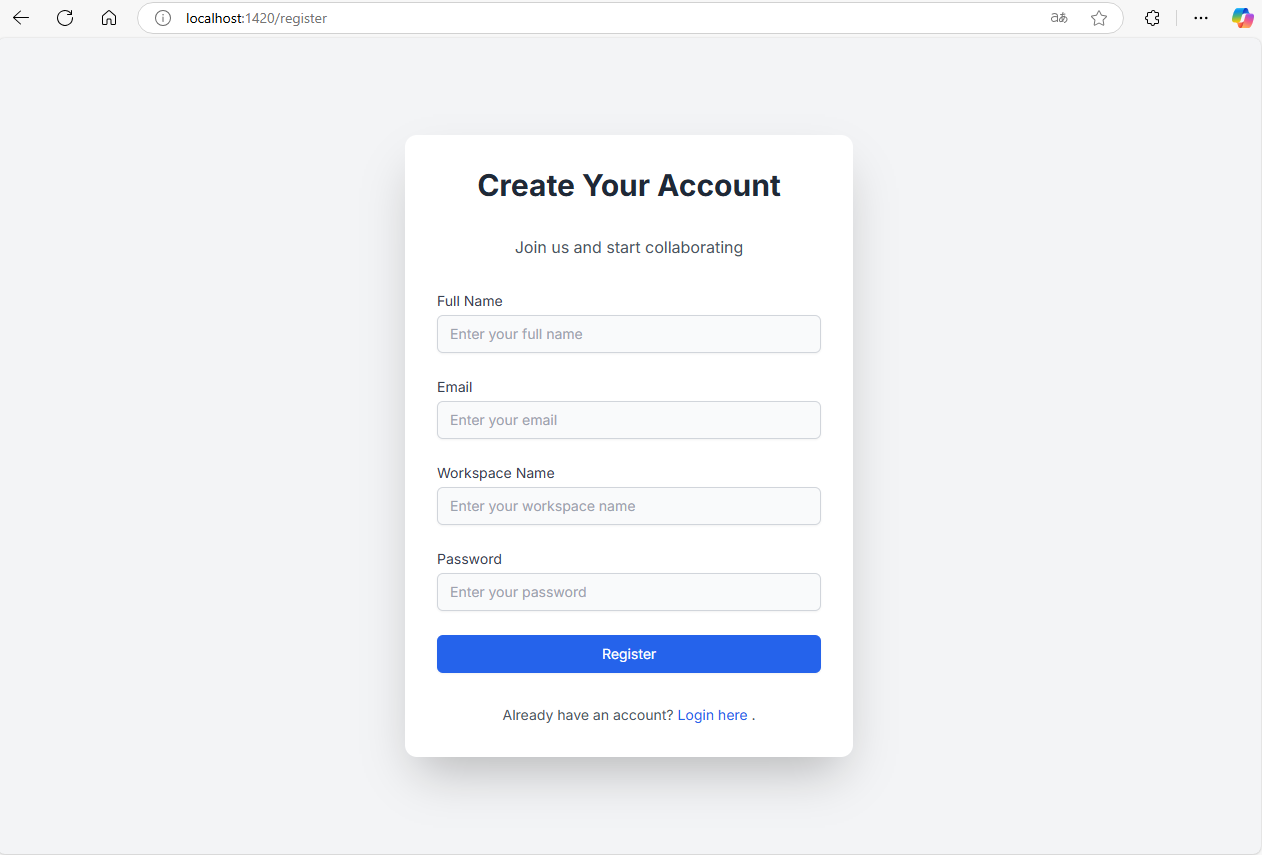 localhost:1420/register
aあ
Create Your Account
Join us and start collaborating
Full Name
Enter your full name
Email
Enter your email
Workspace Name
Enter your workspace name
Password
Enter your password
Register
Already have an account? Login here .